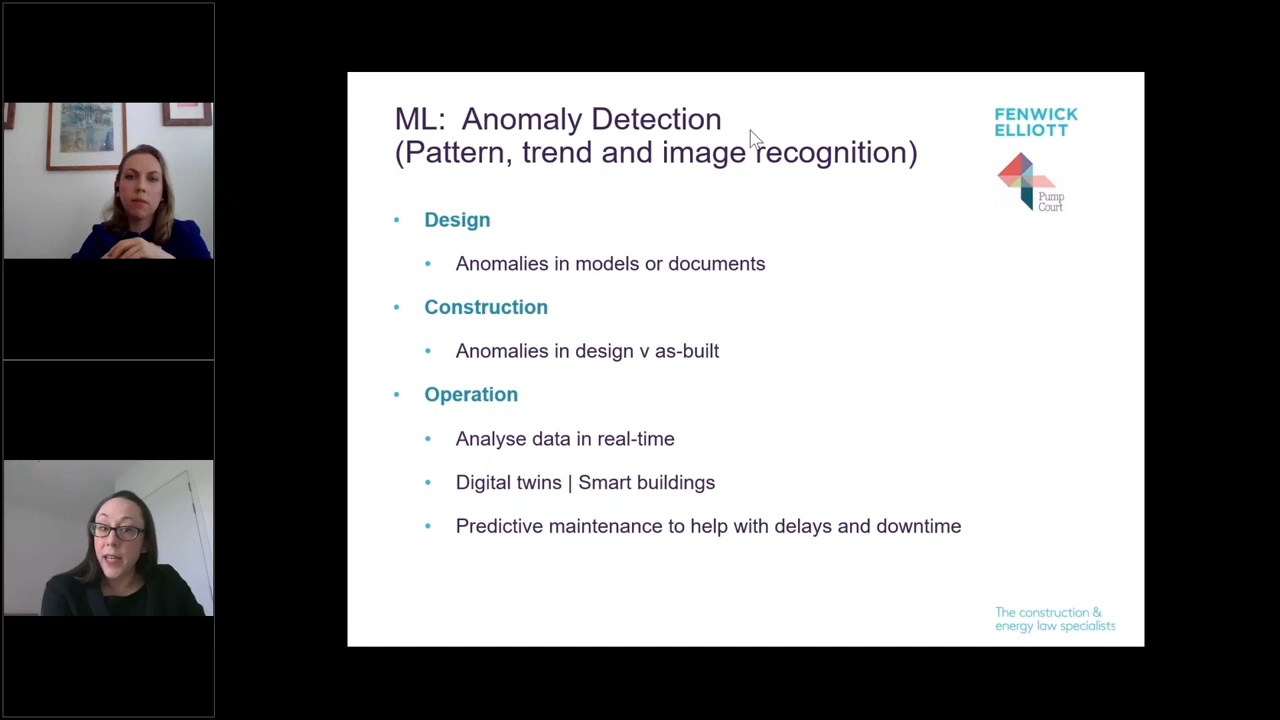 ML: Anomaly Detection
(Pattern, trend and image recognition)
FENWICK
ELLIOTT
Pump
Court
• Design
• Anomalies in models or documents
• Construction
• Anomalies in design v as-built
• Operation
• Analyse data in real-time
• Digital twins | Smart buildings
• Predictive maintenance to help with delays and downtime
The construction &
energy law specialists